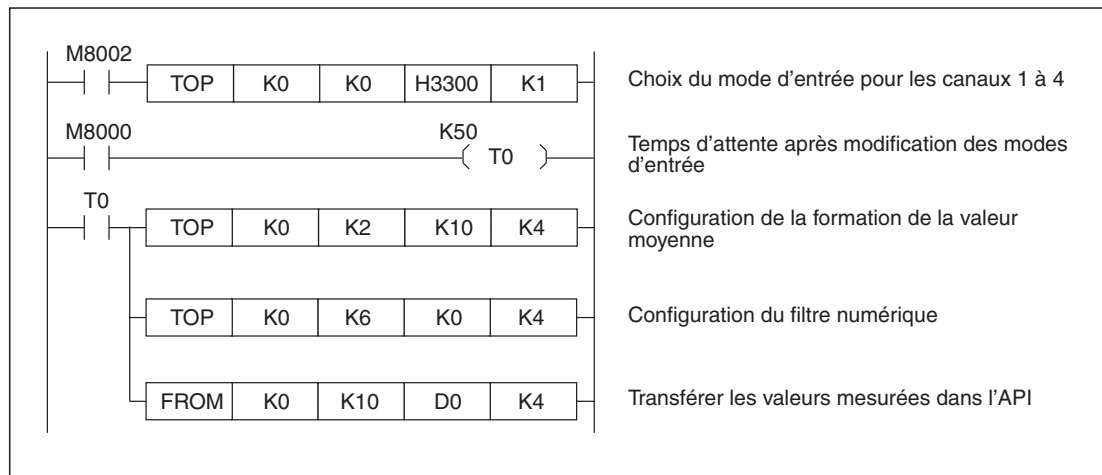 M8002
TOP K0 K0 H3300 K1
Choix du mode d'entrée pour les canaux 1 à 4
M8000
K50
T0
Temps d'attente après modification des modes
d'entrée
T0
TOP K0 K2 K10 K4
Configuration de la formation de la valeur
moyenne
TOP K0 K6 K0 K4
Configuration du filtre numérique
FROM K0 K10 D0 K4
Transférer les valeurs mesurées dans l'API